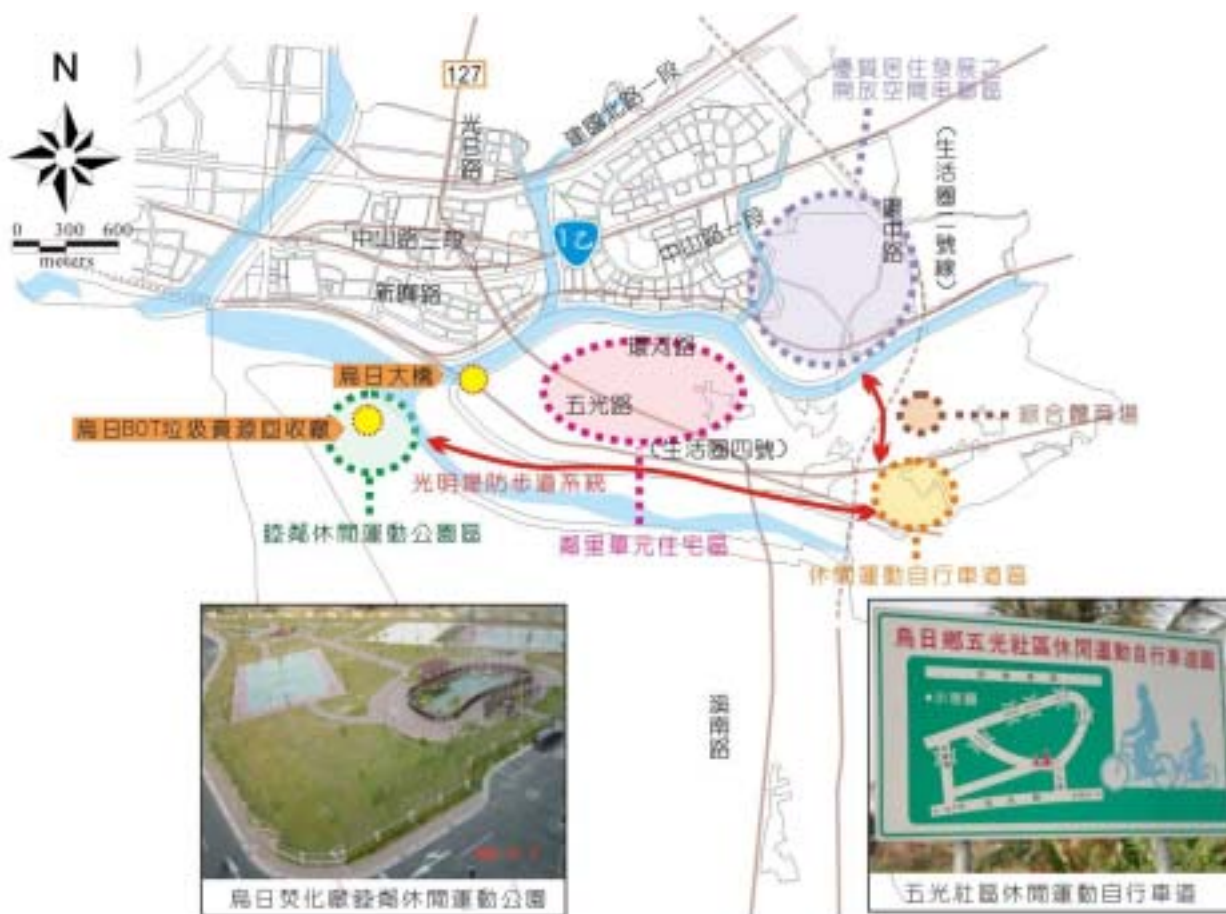 N
0 300 600
meters
127
光日路
建國北路一段
優質居住發展之
開放空間串聯區
(生活圈二號線)
環中路
1乙
中山路一段
中山路三段
新興路
環河路
烏日大橋
五光路
烏日BOT垃圾資源回收廠
(生活圈四號)
綜合體育場
光明堤防步道系統
睦鄰休閒運動公園區
鄰里單元住宅區
休閒運動自行車道區
溪南路
烏日鄉五光社區休閒運動自行車道圖
烏日焚化廠睦鄰休閒運動公園
五光社區休閒運動自行車道